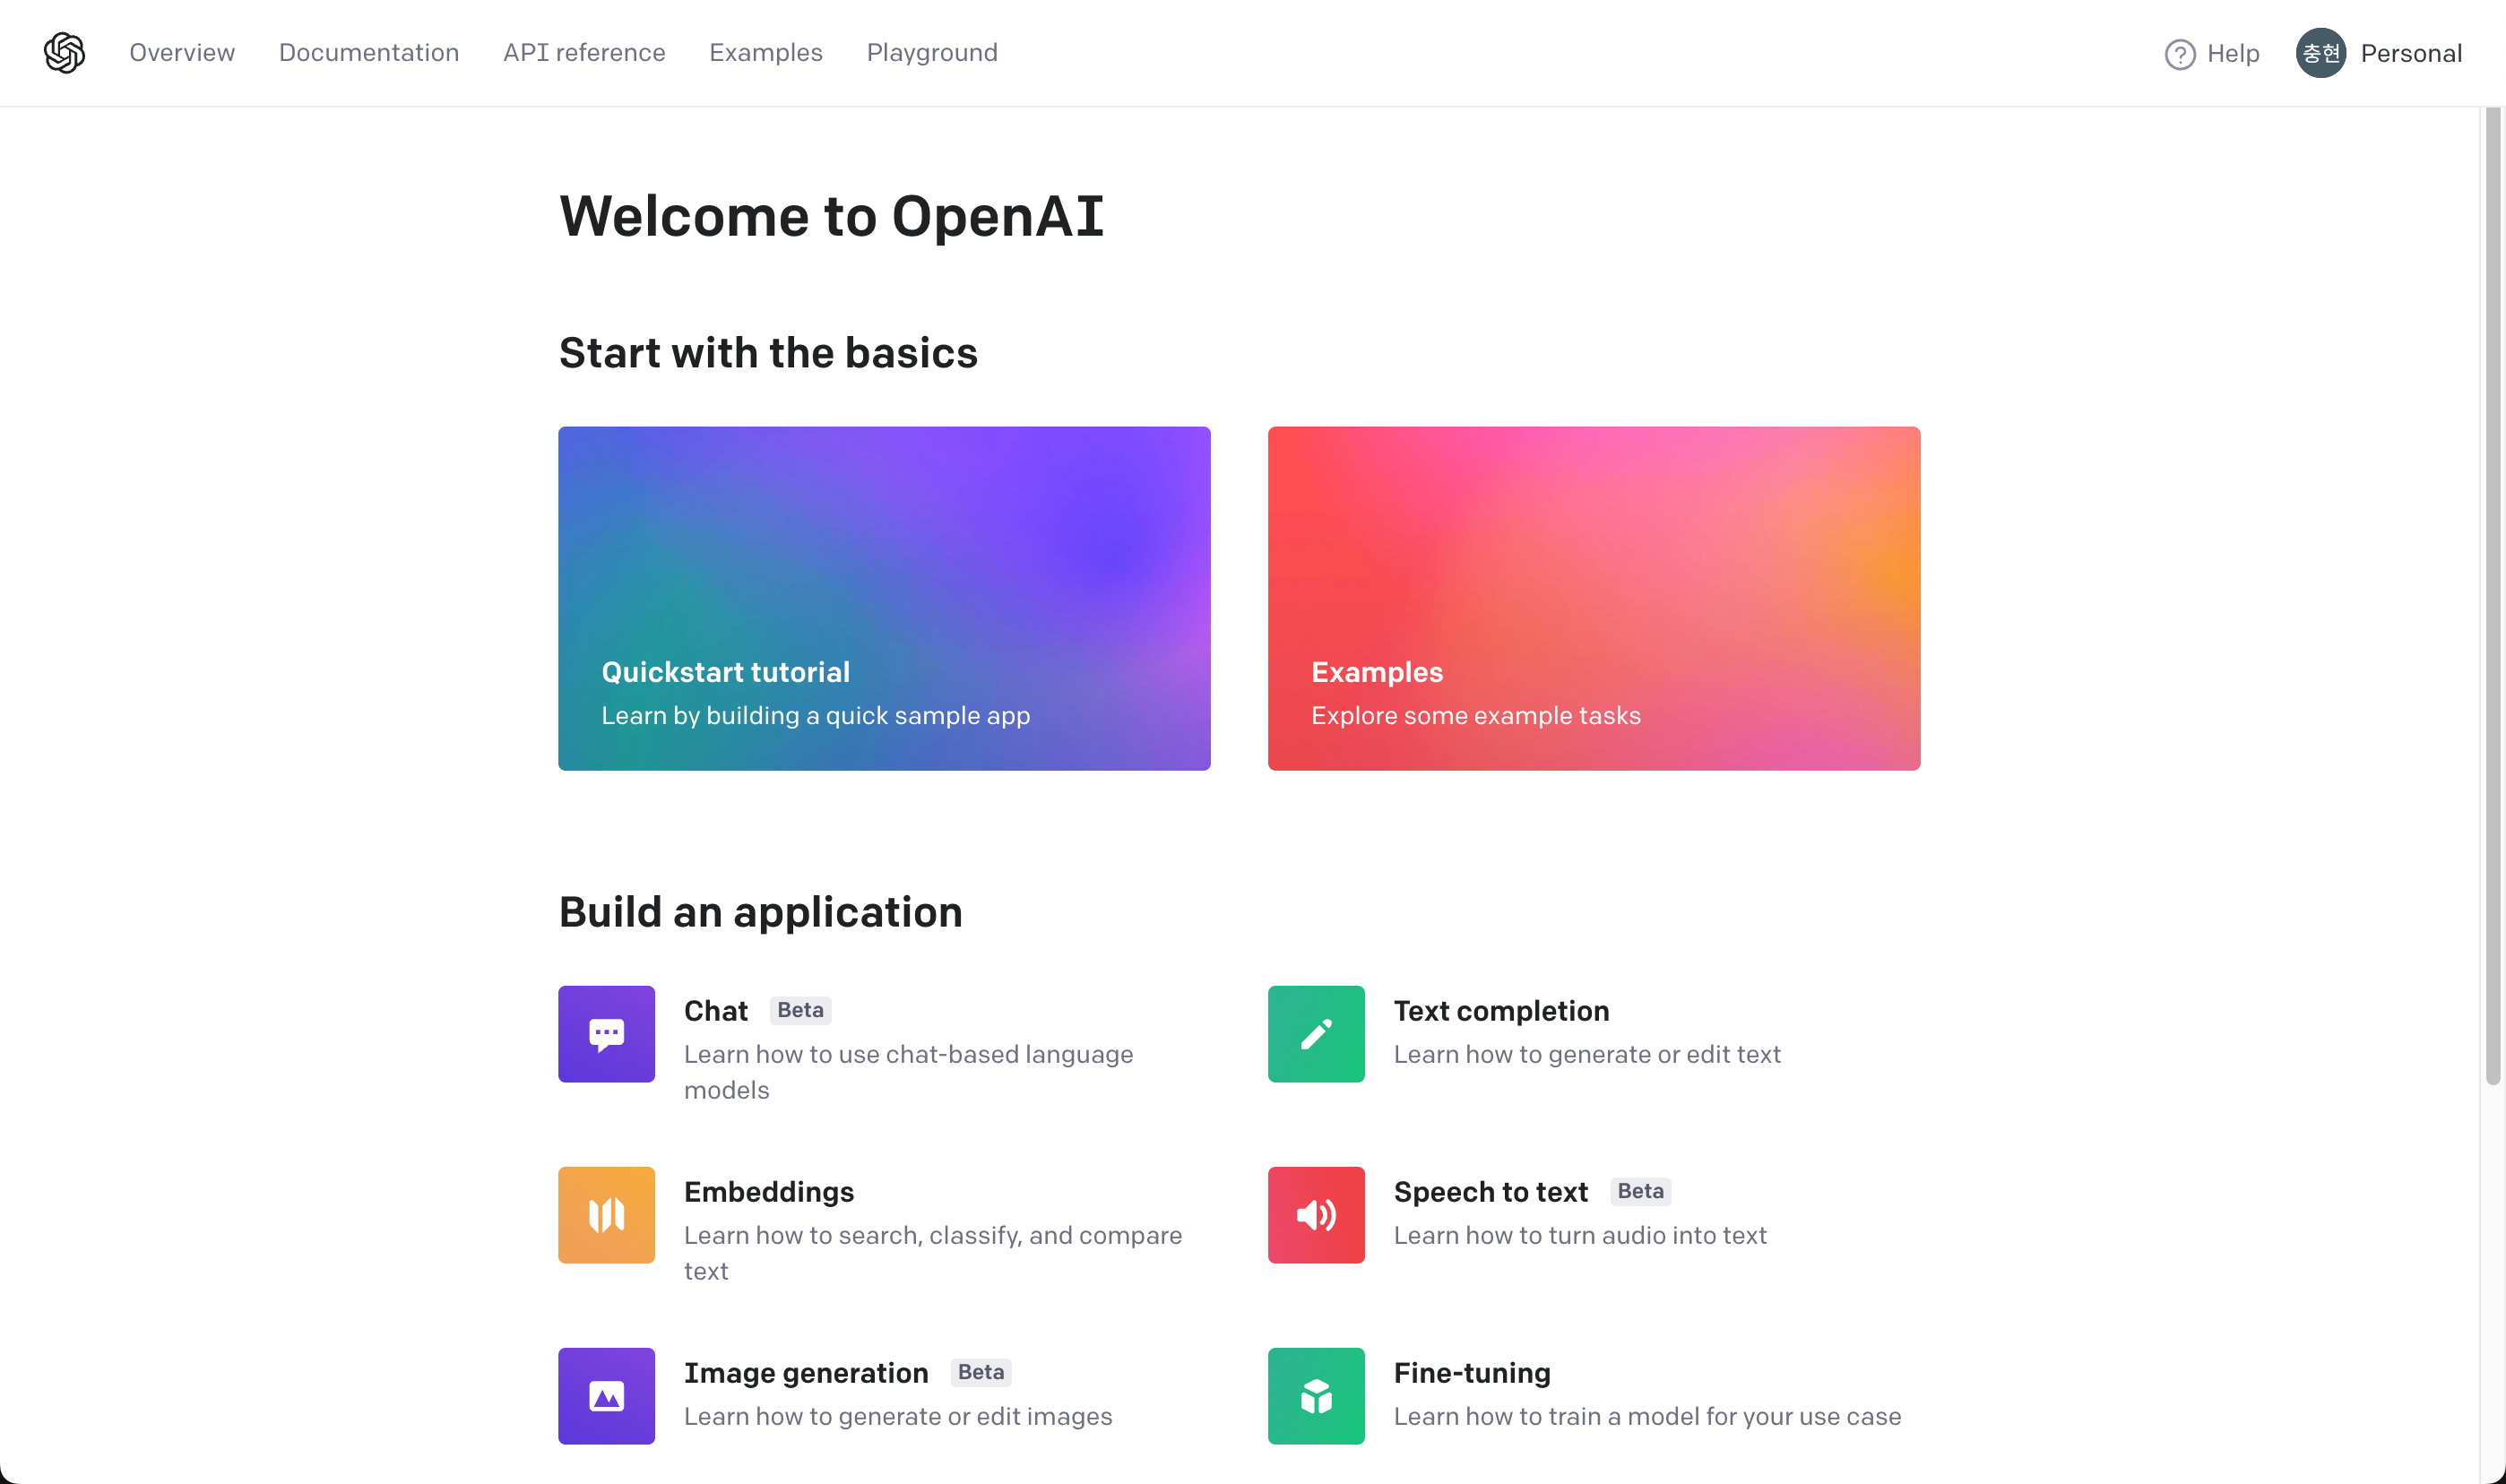 Overview Documentation API reference Examples Playground Help 충현 Personal
Welcome to OpenAI
Start with the basics
Quickstart tutorial
Learn by building a quick sample app
Examples
Explore some example tasks
Build an application
Chat Beta
Learn how to use chat-based language
models
Text completion
Learn how to generate or edit text
Embeddings
Learn how to search, classify, and compare
text
Speech to text Beta
Learn how to turn audio into text
Image generation Beta
Learn how to generate or edit images
Fine-tuning
Learn how to train a model for your use case